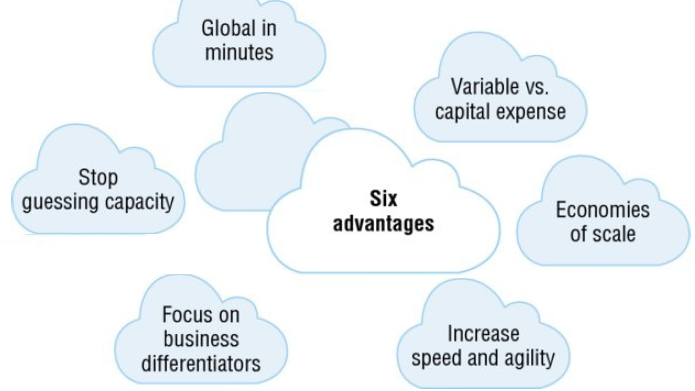 Global in
minutes
Variable vs.
capital expense
Stop
guessing capacity
Six
advantages
Economies
of scale
Focus on
business
differentiators
Increase
speed and agility